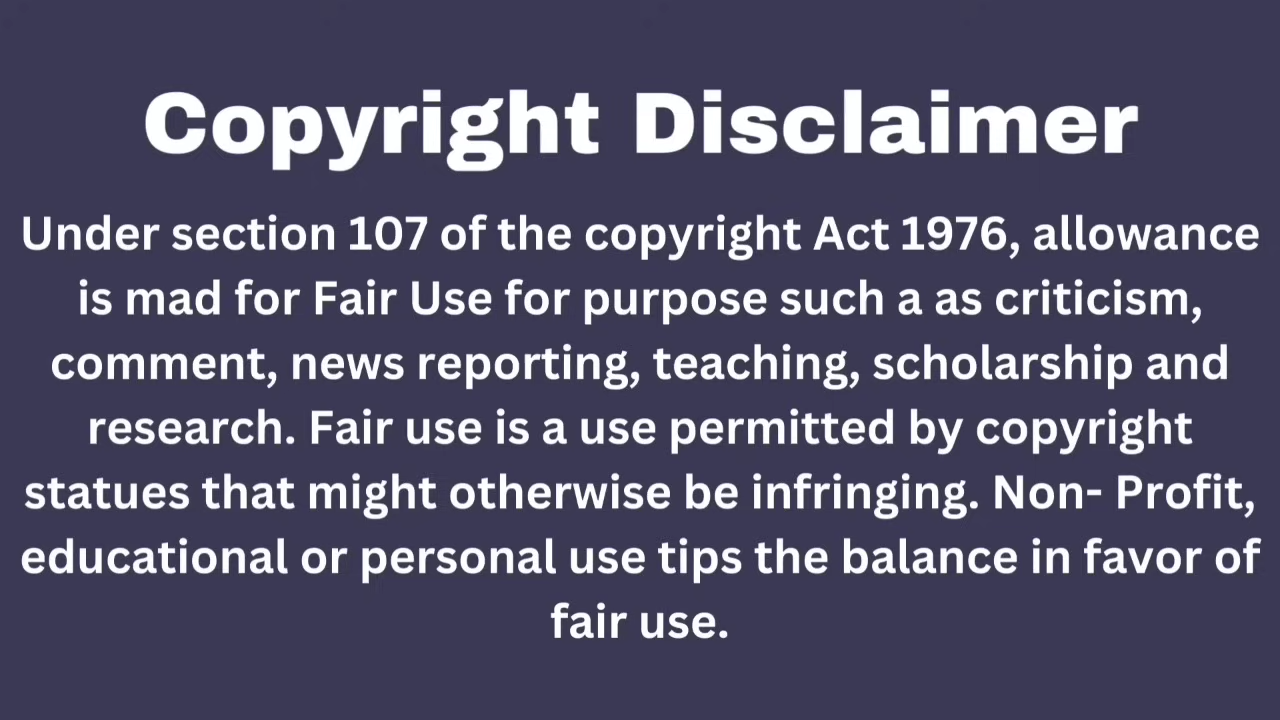 Copyright Disclaimer
Under section 107 of the copyright Act 1976, allowance
is mad for Fair Use for purpose such a as criticism,
comment, news reporting, teaching, scholarship and
research. Fair use is a use permitted by copyright
statues that might otherwise be infringing. Non- Profit,
educational or personal use tips the balance in favor of
fair use.